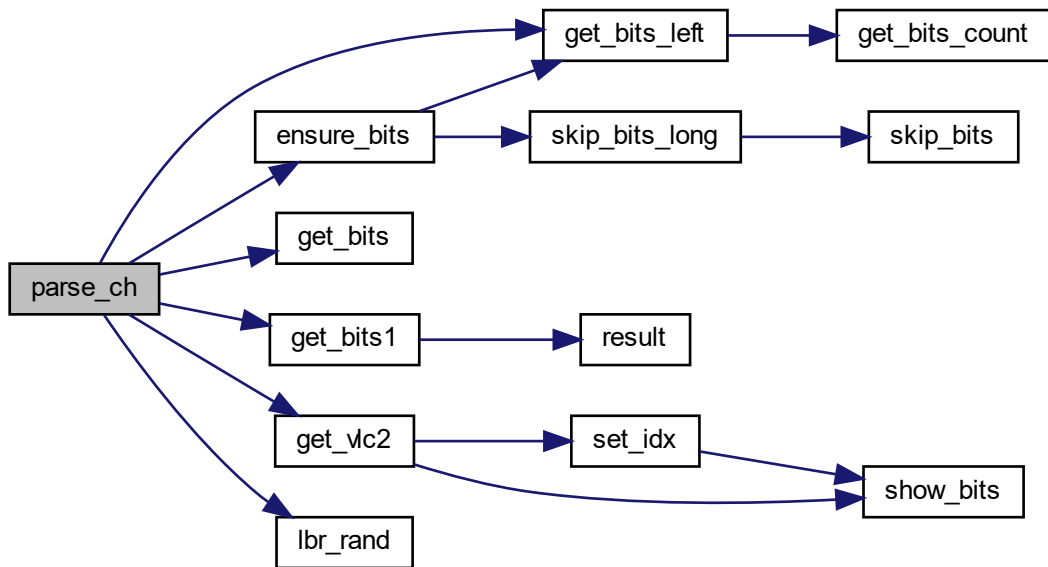 get_bits_left
get_bits_count
ensure_bits
skip_bits_long
skip_bits
get_bits
parse_ch
get_bits1
result
get_vlc2
set_idx
show_bits
lbr_rand